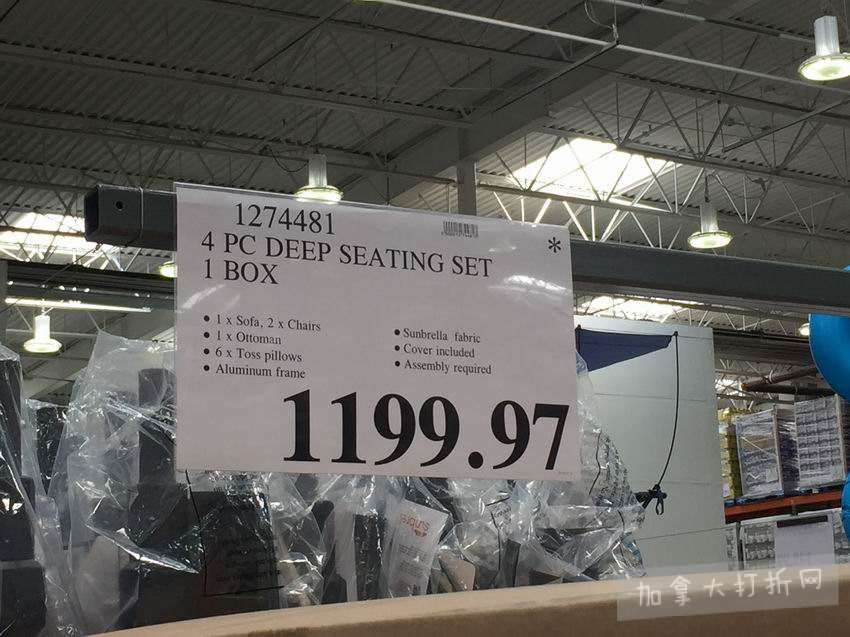 1274481
*
4 PC DEEP SEATING SET
1 BOX
• 1 x Sofa, 2 x Chairs
• 1 x Ottoman
• 6 x Toss pillows
• Aluminum frame
• Sunbrella fabric
• Cover included
• Assembly required
1199.97
加拿大打折网